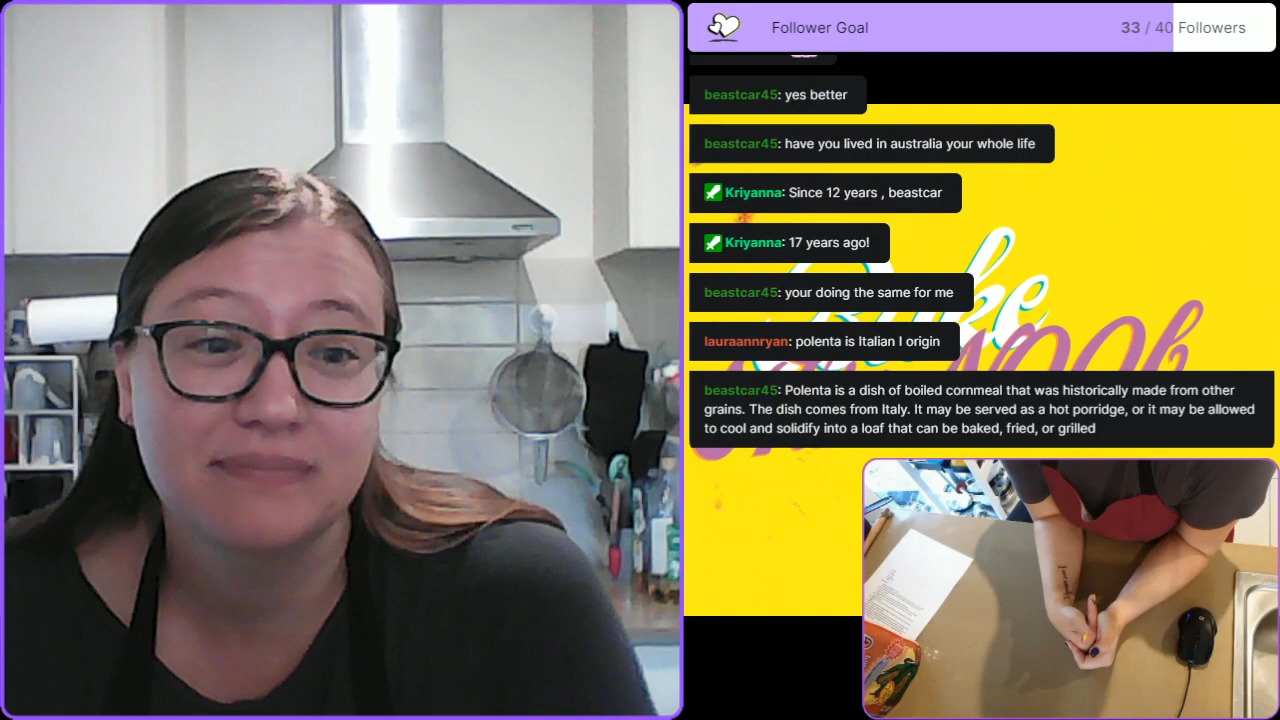 Follower Goal
33 / 40 Followers
beastcar45: yes better
beastcar45: have you lived in australia your whole life
Kriyanna: Since 12 years , beastcar
Kriyanna: 17 years ago!
beastcar45: your doing the same for me
lauraannryan: polenta is Italian I origin
beastcar45: Polenta is a dish of boiled cornmeal that was historically made from other
grains. The dish comes from Italy. It may be served as a hot porridge, or it may be allowed
to cool and solidify into a loaf that can be baked, fried, or grilled